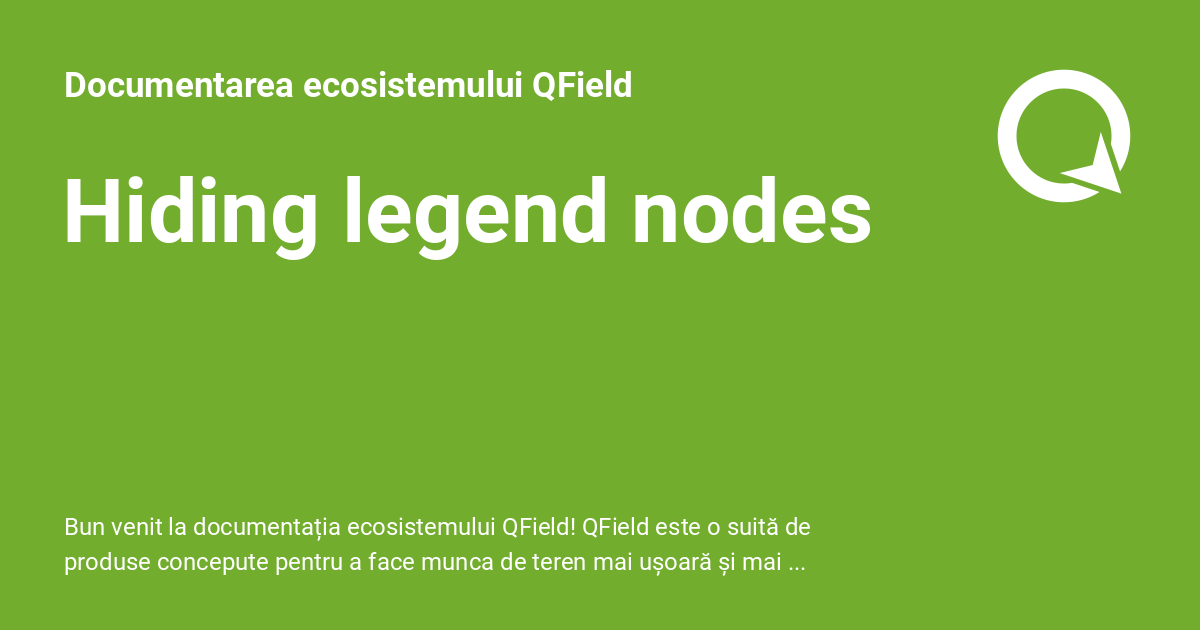 Documentarea ecosistemului QField
Hiding legend nodes
Bun venit la documentația ecosistemului QField! QField este o suită de
produse concepute pentru a face munca de teren mai ușoară și mai ...